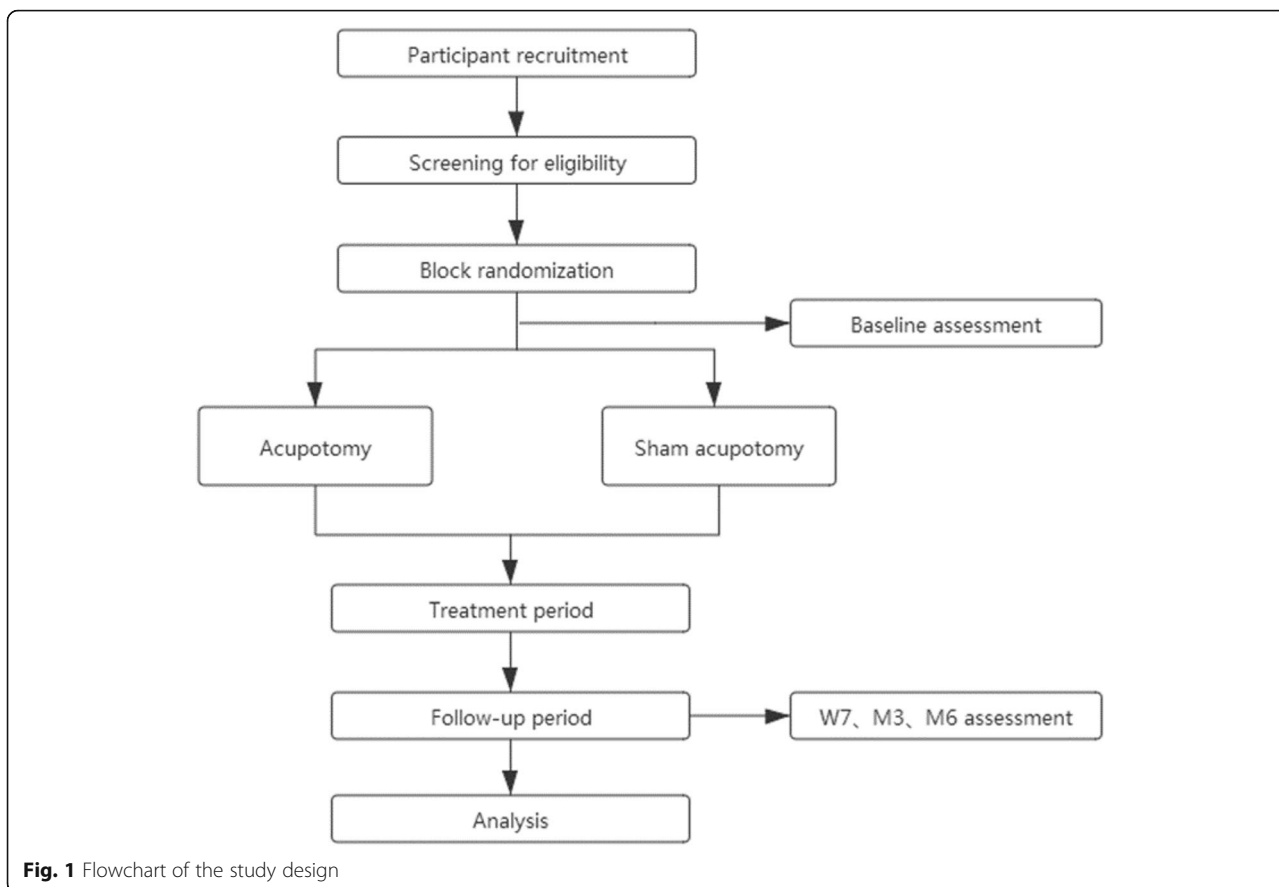 Participant recruitment
Screening for eligibility
Block randomization
Baseline assessment
Acupotomy
Sham acupotomy
Treatment period
Follow-up period
W7、M3、M6 assessment
Analysis
Fig. 1 Flowchart of the study design